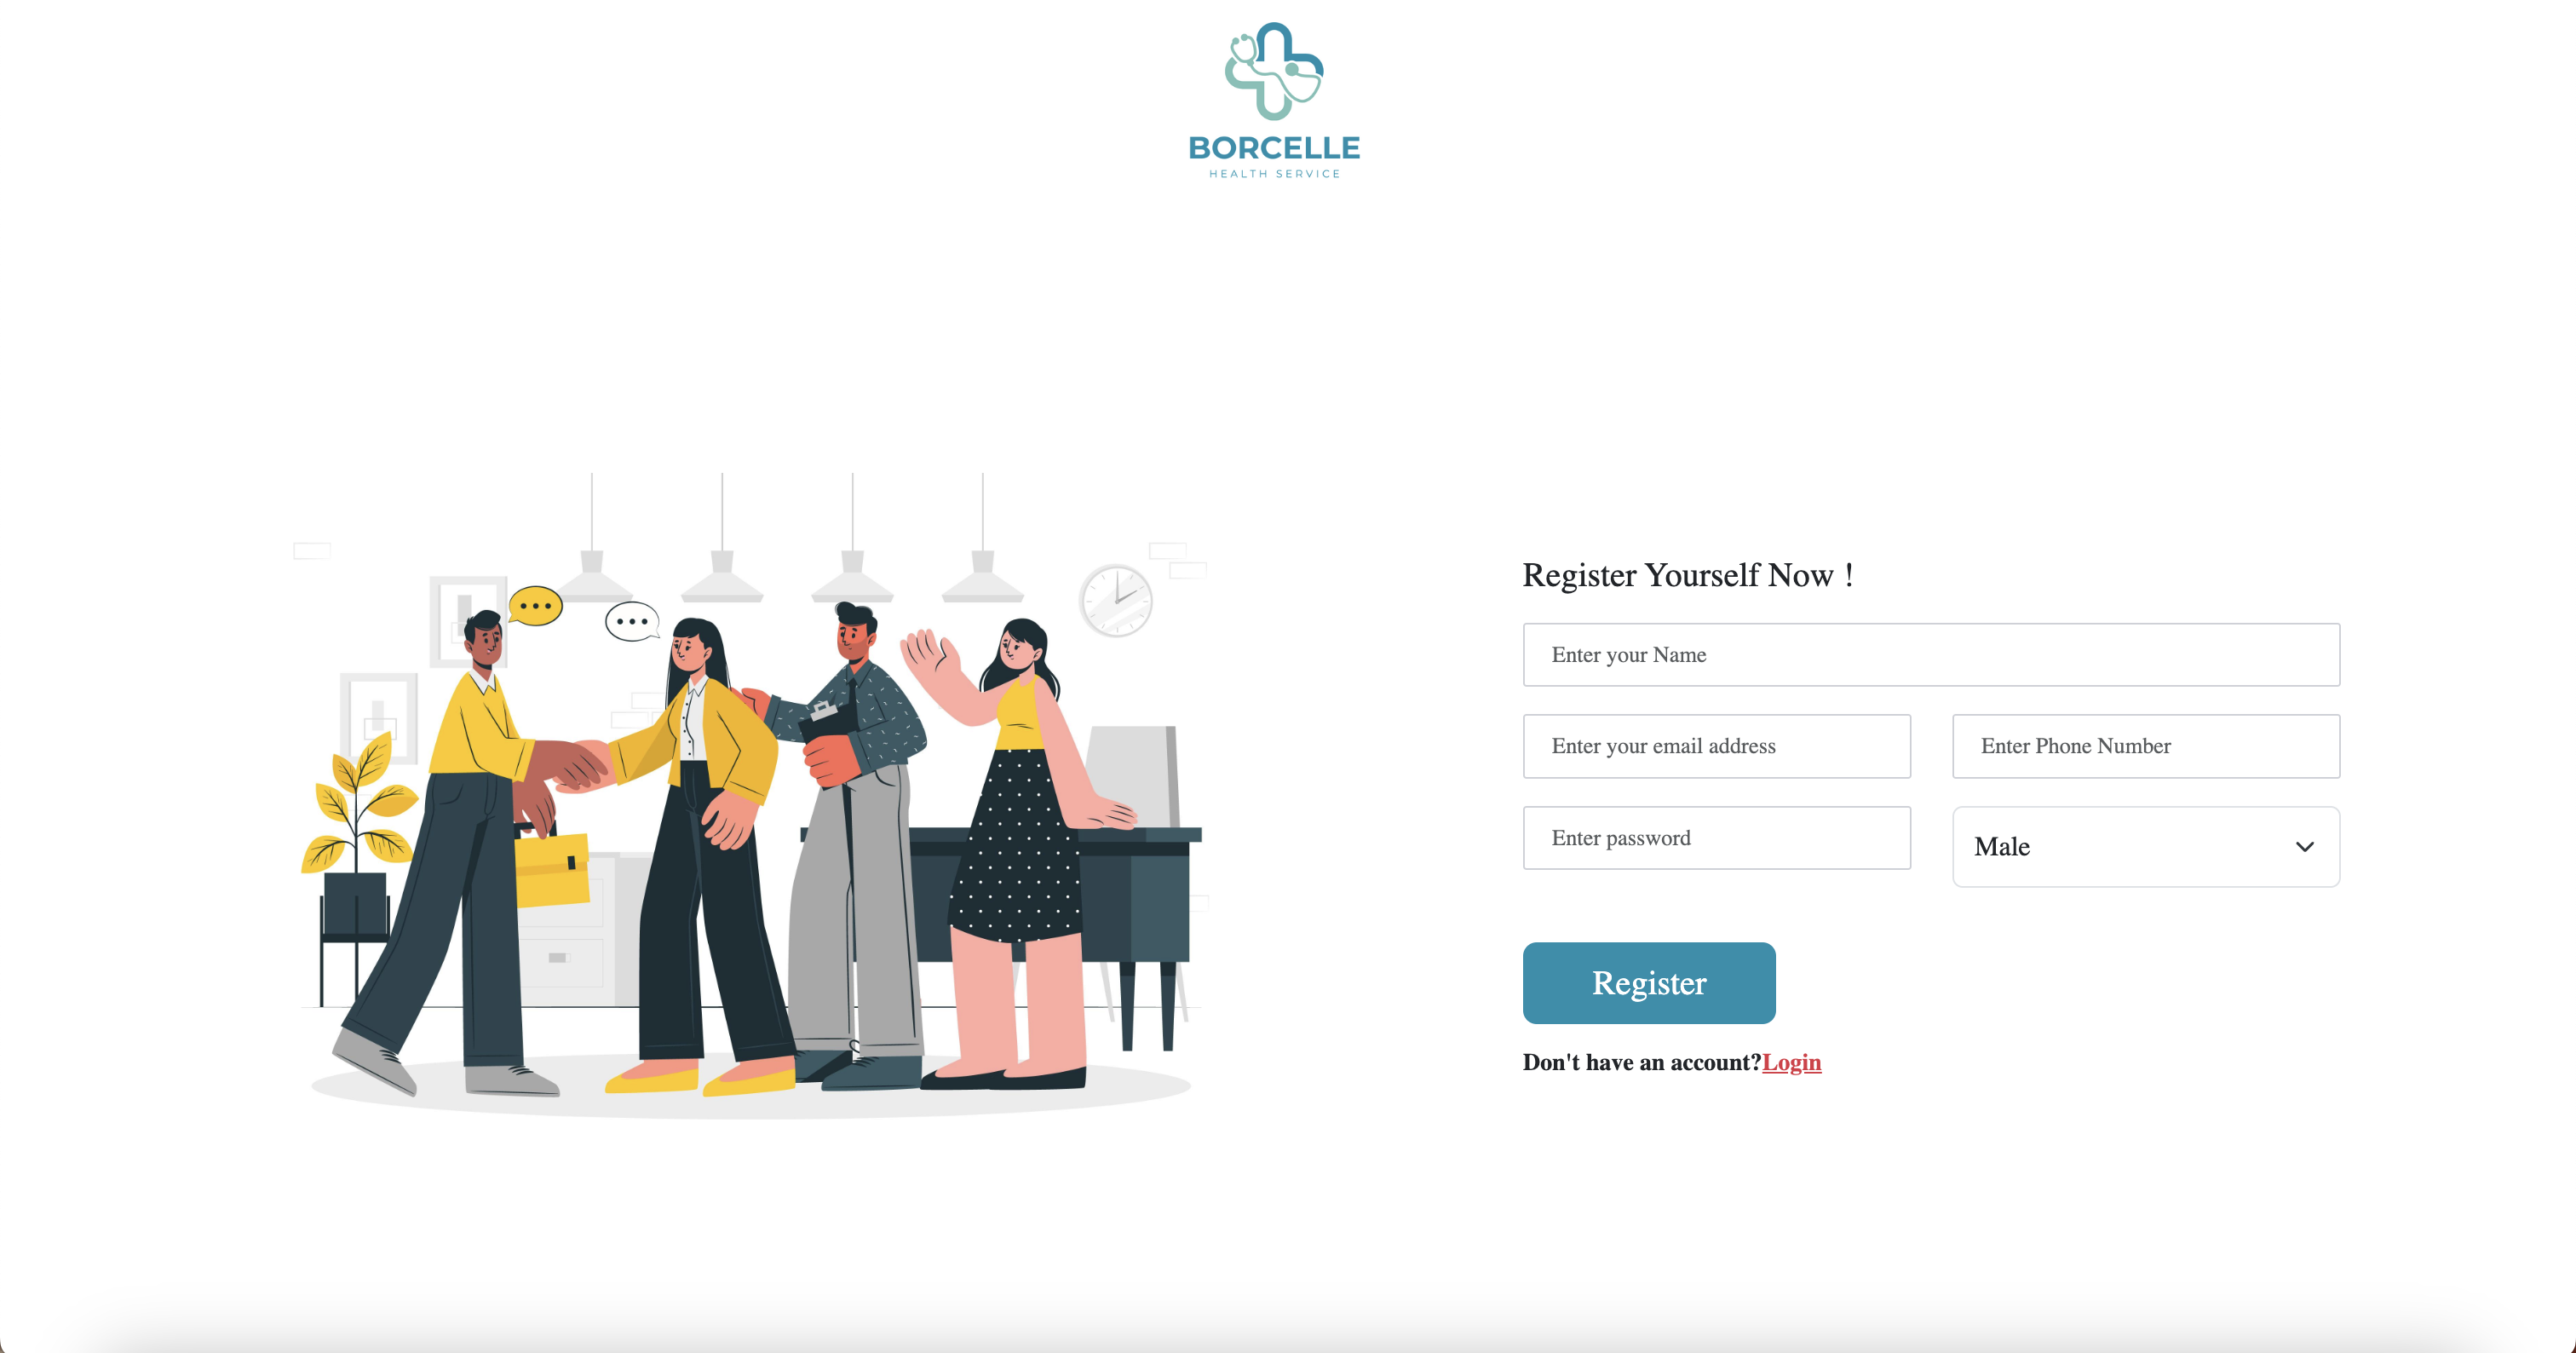 BORCELLE
HEALTH SERVICE
Register Yourself Now !
Enter your Name
Enter your email address
Enter Phone Number
Enter password
Male
Register
Don't have an account?Login